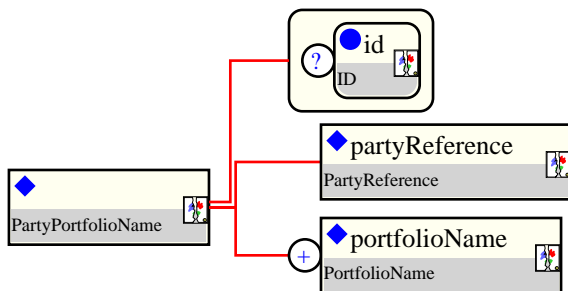 ? id
ID
partyReference
PartyReference
PartyPortfolioName
+ portfolioName
PortfolioName